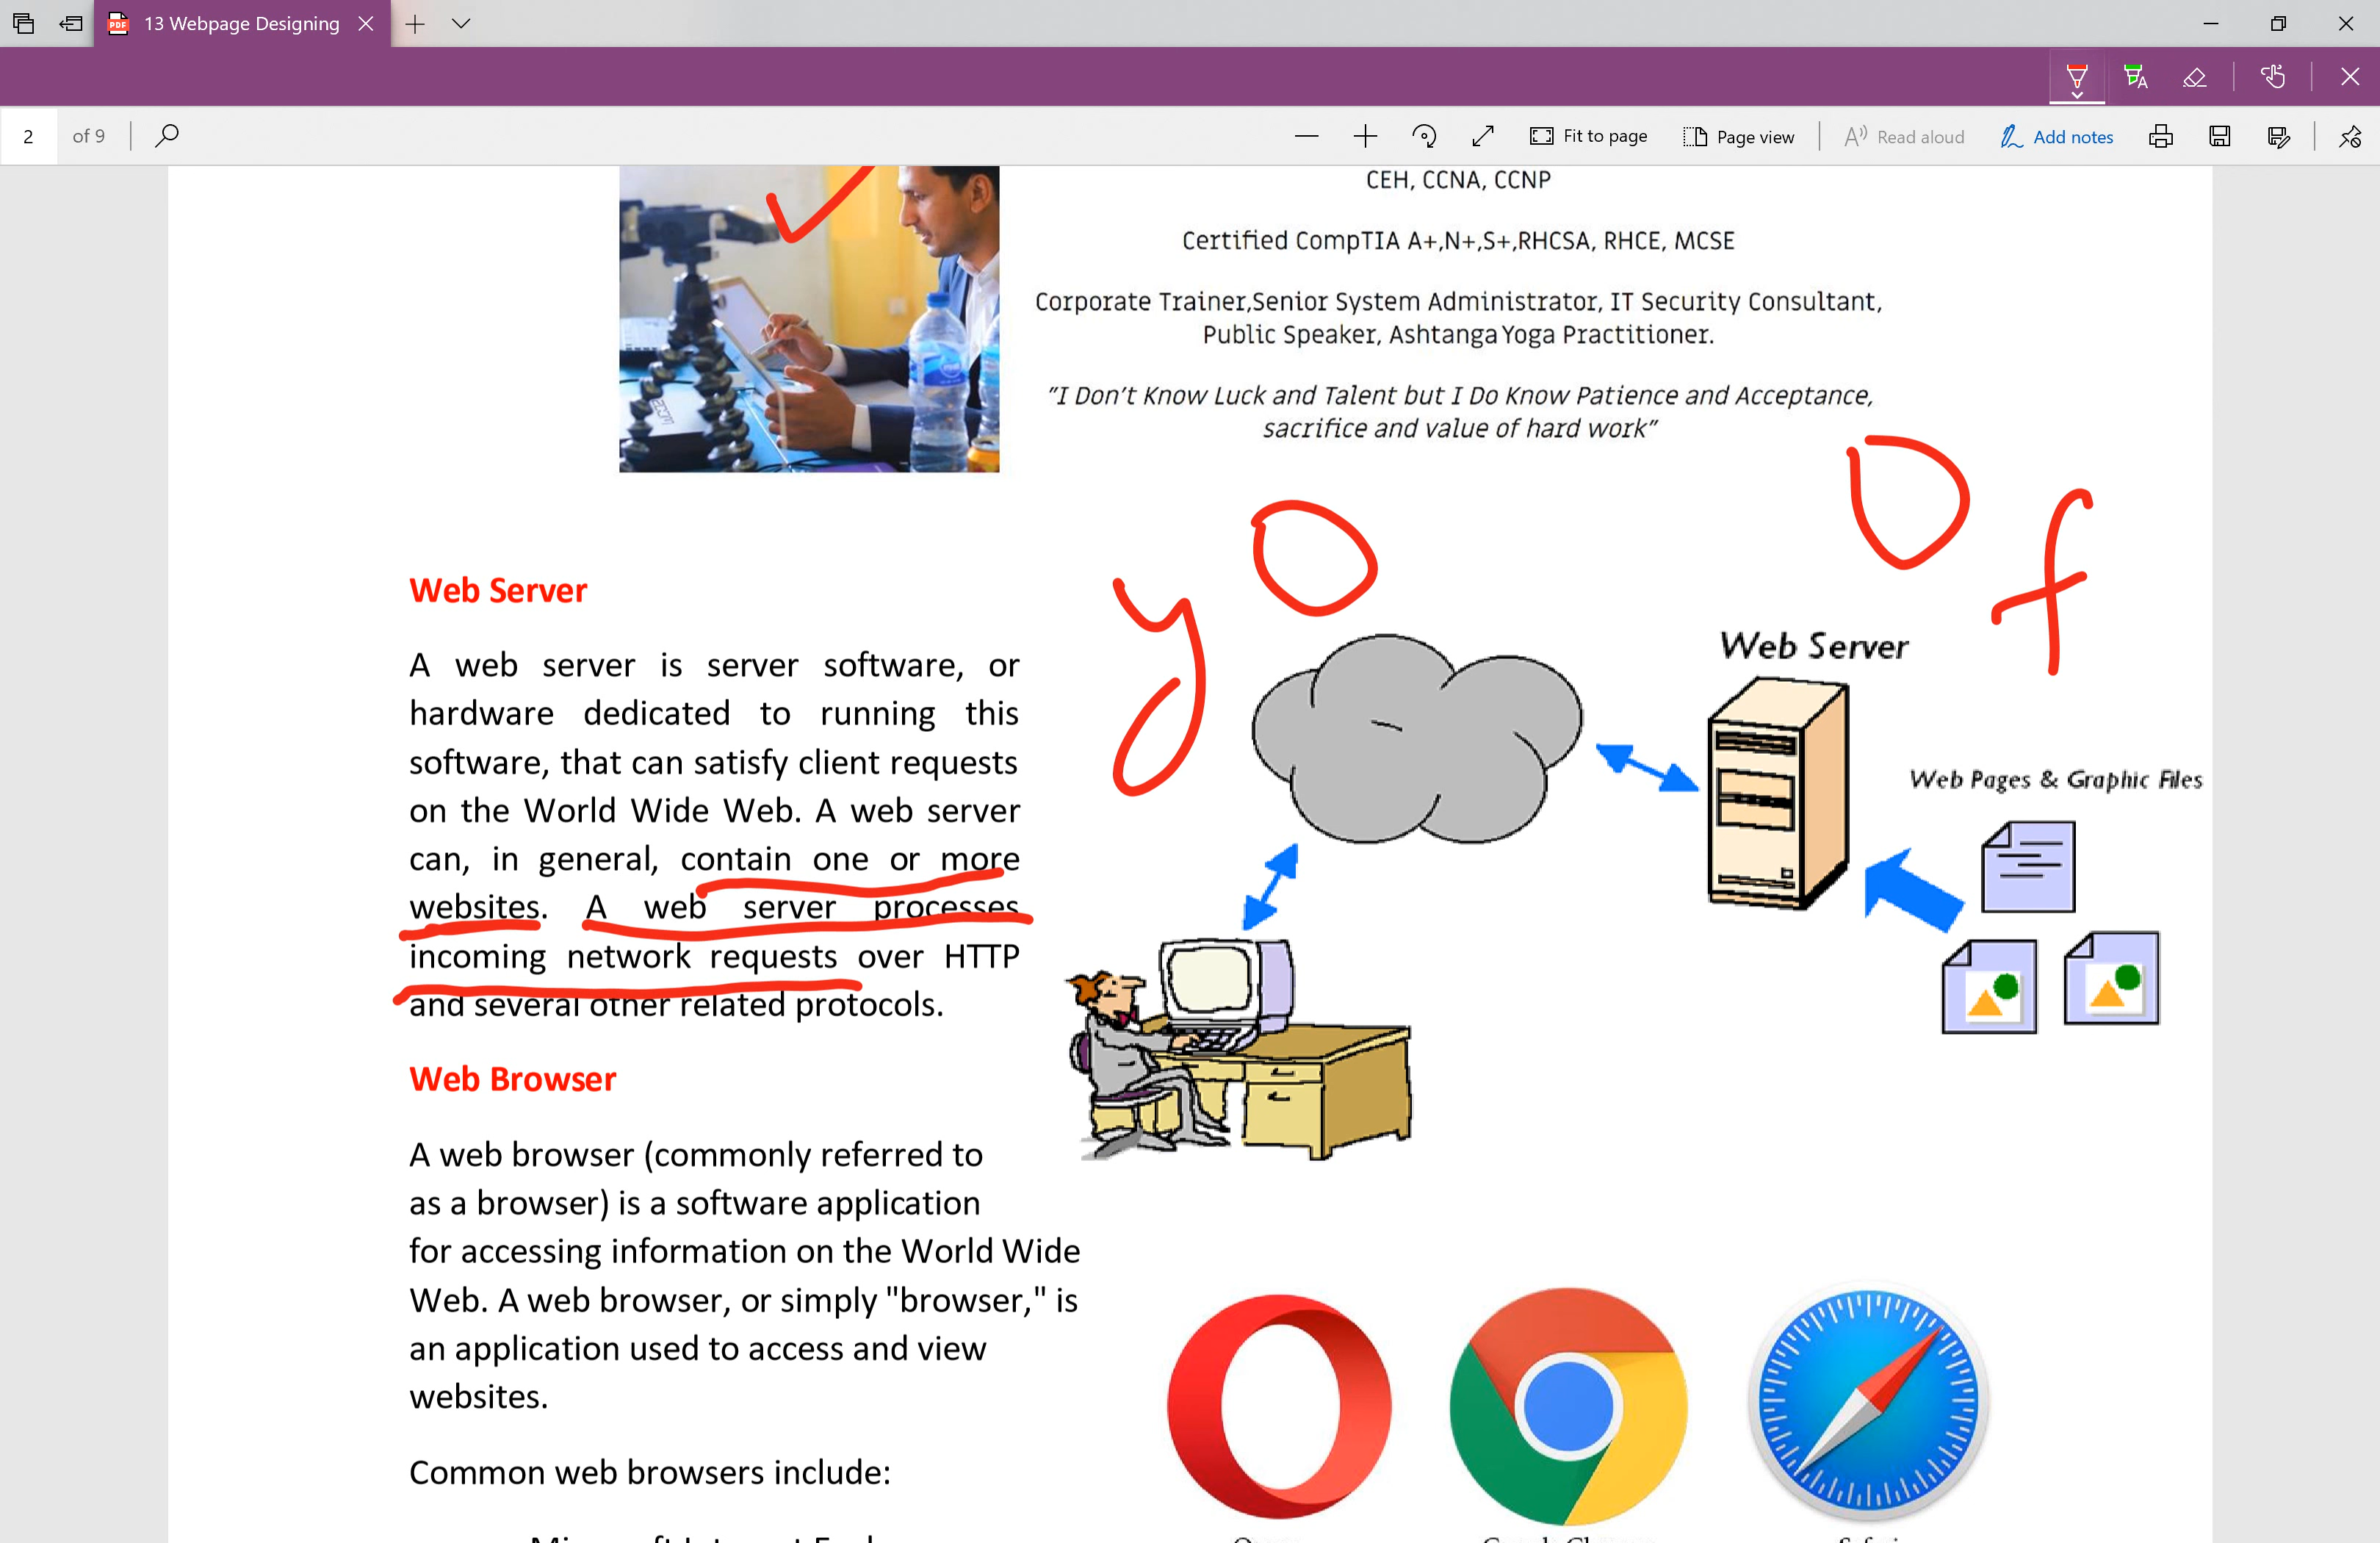 13 Webpage Designing
2 of 9
Fit to page
Page view
Read aloud
Add notes
CEH, CCNA, CCNP
Certified CompTIA A+,N+,S+,RHCSA, RHCE, MCSE
Corporate Trainer,Senior System Administrator, IT Security Consultant,
Public Speaker, Ashtanga Yoga Practitioner.
"I Don't Know Luck and Talent but I Do Know Patience and Acceptance,
sacrifice and value of hard work"
y o
o f
Web Server
A web server is server software, or
hardware dedicated to running this
software, that can satisfy client requests
on the World Wide Web. A web server
can, in general, contain one or more
websites. A web server processes
incoming network requests over HTTP
and several other related protocols.
Web Server
Web Pages & Graphic Files
Web Browser
A web browser (commonly referred to
as a browser) is a software application
for accessing information on the World Wide
Web. A web browser, or simply "browser," is
an application used to access and view
websites.
Common web browsers include: